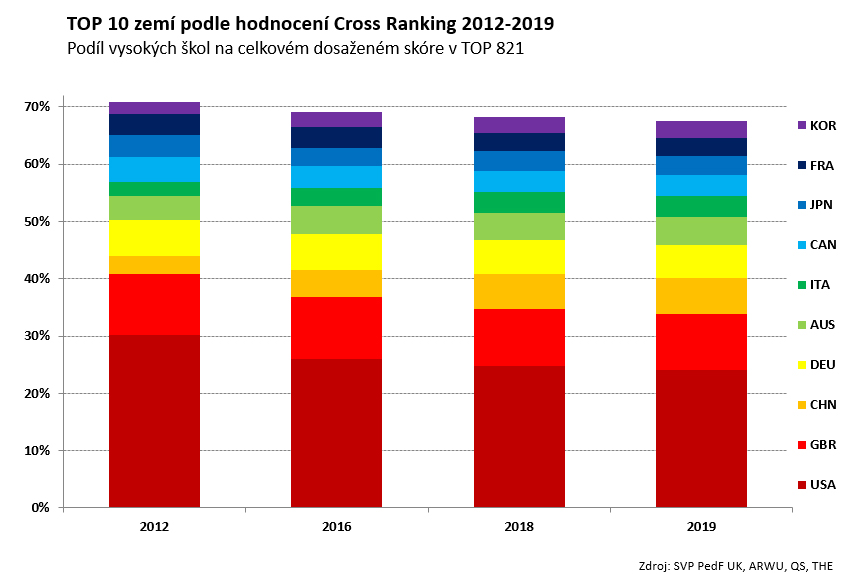 TOP 10 zemí podle hodnocení Cross Ranking 2012-2019
Podíl vysokých škol na celkovém dosaženém skóre v TOP 821
70%
60%
50%
40%
30%
20%
10%
0%
2012
2016
2018
2019
KOR
FRA
JPN
CAN
ITA
AUS
DEU
CHN
GBR
USA
Zdroj: SVP PedF UK, ARWU, QS, THE